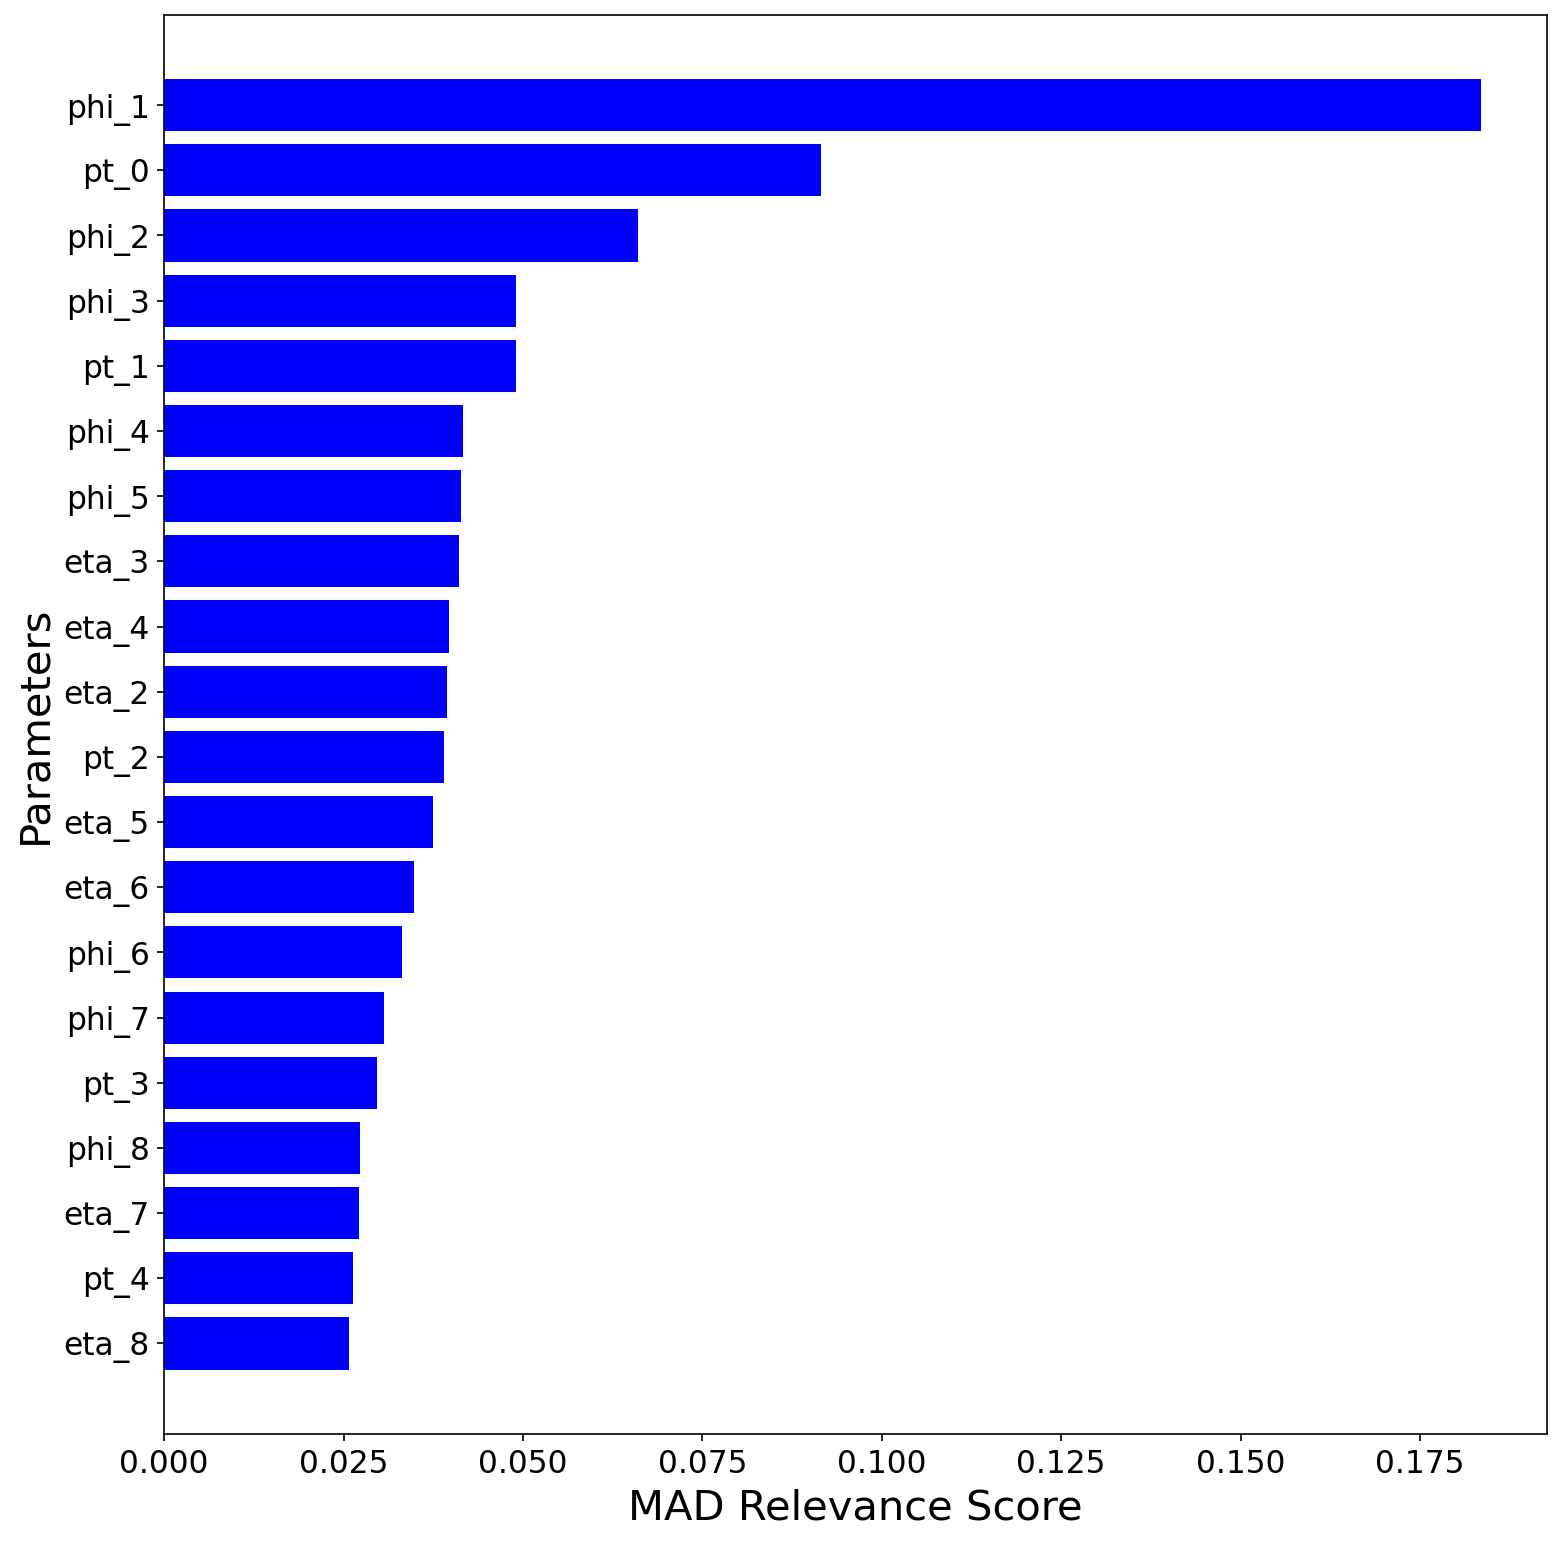 phi_1
pt_0
phi_2
phi_3
pt_1
phi_4
phi_5
eta_3
eta_4
eta_2
pt_2
eta_5
eta_6
phi_6
phi_7
pt_3
phi_8
eta_7
pt_4
eta_8
Parameters
0.000 0.025 0.050 0.075 0.100 0.125 0.150 0.175
MAD Relevance Score